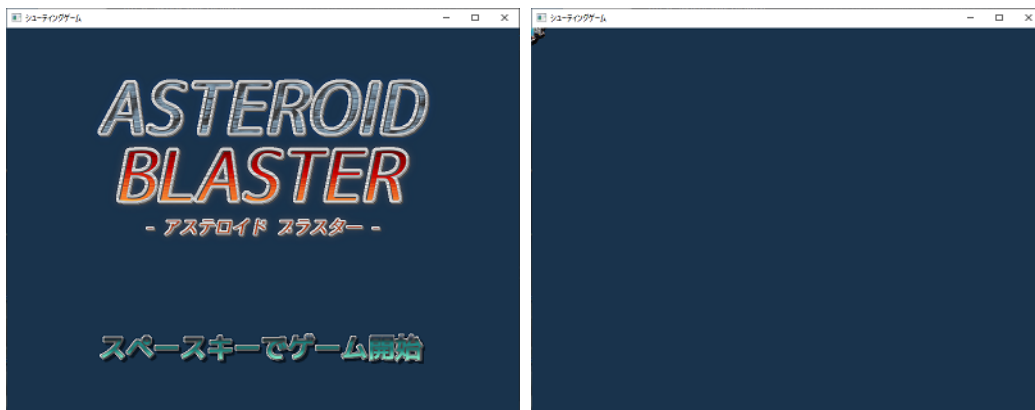 シューティングゲーム
ASTEROID
BLASTER
- アステロイド ブラスター -
スペースキーでゲーム開始
シューティングゲーム